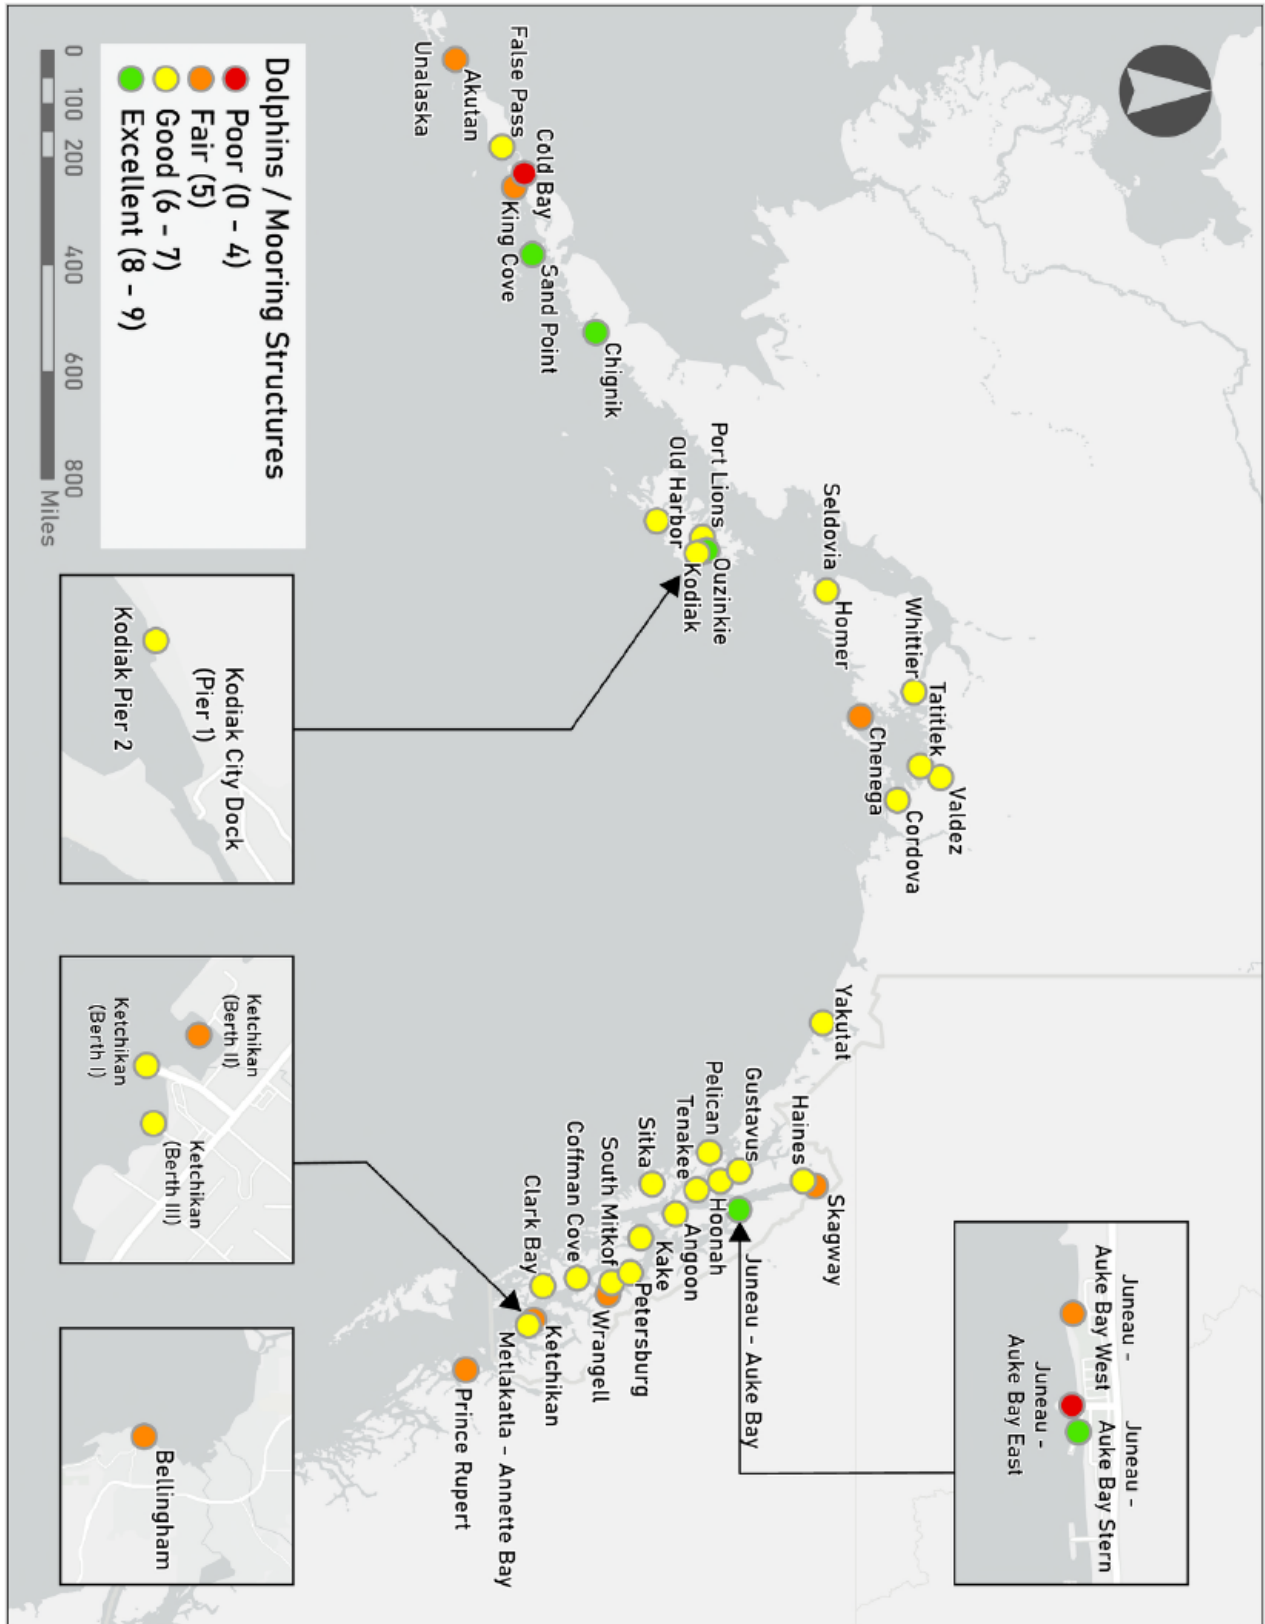 Dolphins / Mooring Structures
Poor (0 - 4)
Fair (5)
Good (6 - 7)
Excellent (8 - 9)
0
100
200
400
600
800
Miles
Unalaska
Akutan
False Pass
Cold Bay
King Cove
Sand Point
Chignik
Port Lions
Old Harbor
Ouzinkie
Kodiak
Seldovia
Homer
Whittier
Tatitlek
Chenega
Valdez
Cordova
Yakutat
Haines
Skagway
Gustavus
Pelican
Tenakee
Hoonah
Juneau - Auke Bay
Sitka
Angoon
Kake
South Mitkof
Petersburg
Coffman Cove
Wrangell
Clark Bay
Ketchikan
Metlakatla - Annette Bay
Prince Rupert
Juneau -
Auke Bay West
Juneau -
Auke Bay Stern
Juneau -
Auke Bay East
Kodiak City Dock
(Pier 1)
Kodiak Pier 2
Ketchikan
(Berth II)
Ketchikan
(Berth I)
Ketchikan
(Berth III)
Bellingham